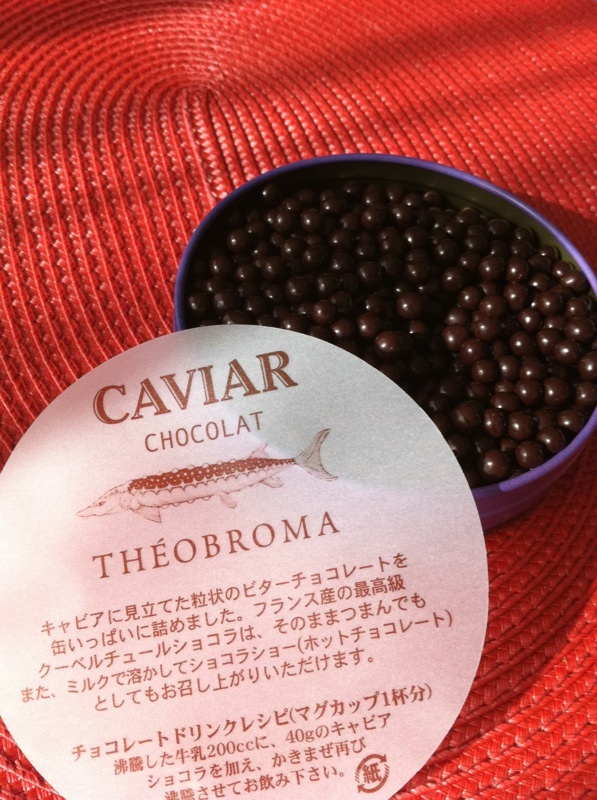 CAVIAR
CHOCOLAT
THÉOBROMA
キャビアに見立てた粒状のビターチョコレートを
缶いっぱいに詰めました。フランス産の最高級
クーベルチュールショコラは、そのままつまんでも
また、ミルクで溶かしてショコラショー(ホットチョコレート)
としてもお召し上がりいただけます。
チョコレートドリンクレシピ(マグカップ1杯分)
沸騰した牛乳200ccに、40gのキャビア
ショコラを加え、かきまぜ再び
沸騰させてお飲み下さい。
紙